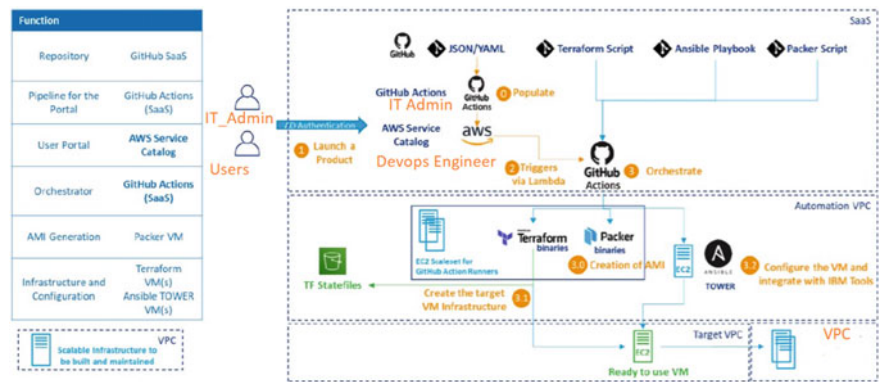 Function
Repository
GitHub SaaS
Pipeline for the
Portal
GitHub Actions
(SaaS)
User Portal
AWS Service
Catalog
Orchestrator
GitHub Actions
(SaaS)
AMI Generation
Packer VM
Infrastructure and
Configuration
Terraform
VM(s)
Ansible TOWER
VM(s)
VPC
Scalable Infrastructure to
be built and maintained
IT_Admin
Users
Authentication
1 Launch a
Product
SaaS
GitHub
JSON/YAML
Terraform Script
Ansible Playbook
Packer Script
GitHub Actions
IT Admin
GitHub
Actions
0 Populate
AWS Service
Catalog
aws
Devops Engineer
2 Triggers
via Lambda
GitHub
Actions
3 Orchestrate
Automation VPC
EC2 Scaleset for
GitHub Action Runners
Terraform
binaries
Packer
binaries
3.0 Creation of AMI
EC2
ANSIBLE
TOWER
3.2 Configure the VM and
integrate with IBM Tools
TF Statefiles
Create the target
VM Infrastructure
3.1
Target VPC
EC2
Ready to use VM
VPC